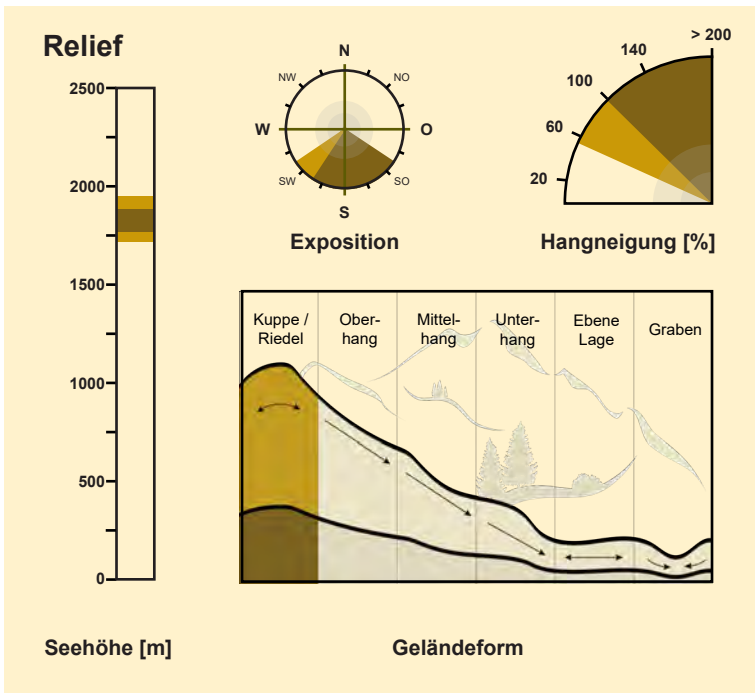 Relief
2500
2000
1500
1000
500
0
Seehöhe [m]
N
NW
NO
W
O
SW
SO
S
Exposition
> 200
140
100
60
20
Hangneigung [%]
Kuppe /
Riedel
Ober-
hang
Mittel-
hang
Unter-
hang
Ebene
Lage
Graben
Geländeform